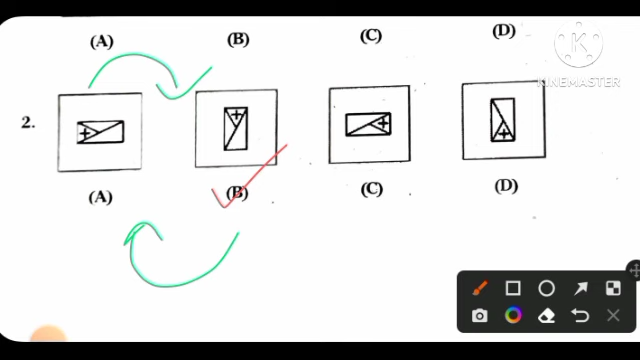 (A) (B) (C) (D)
K
KINEMASTER
2.
+ + + +
(A) (B) (C) (D)